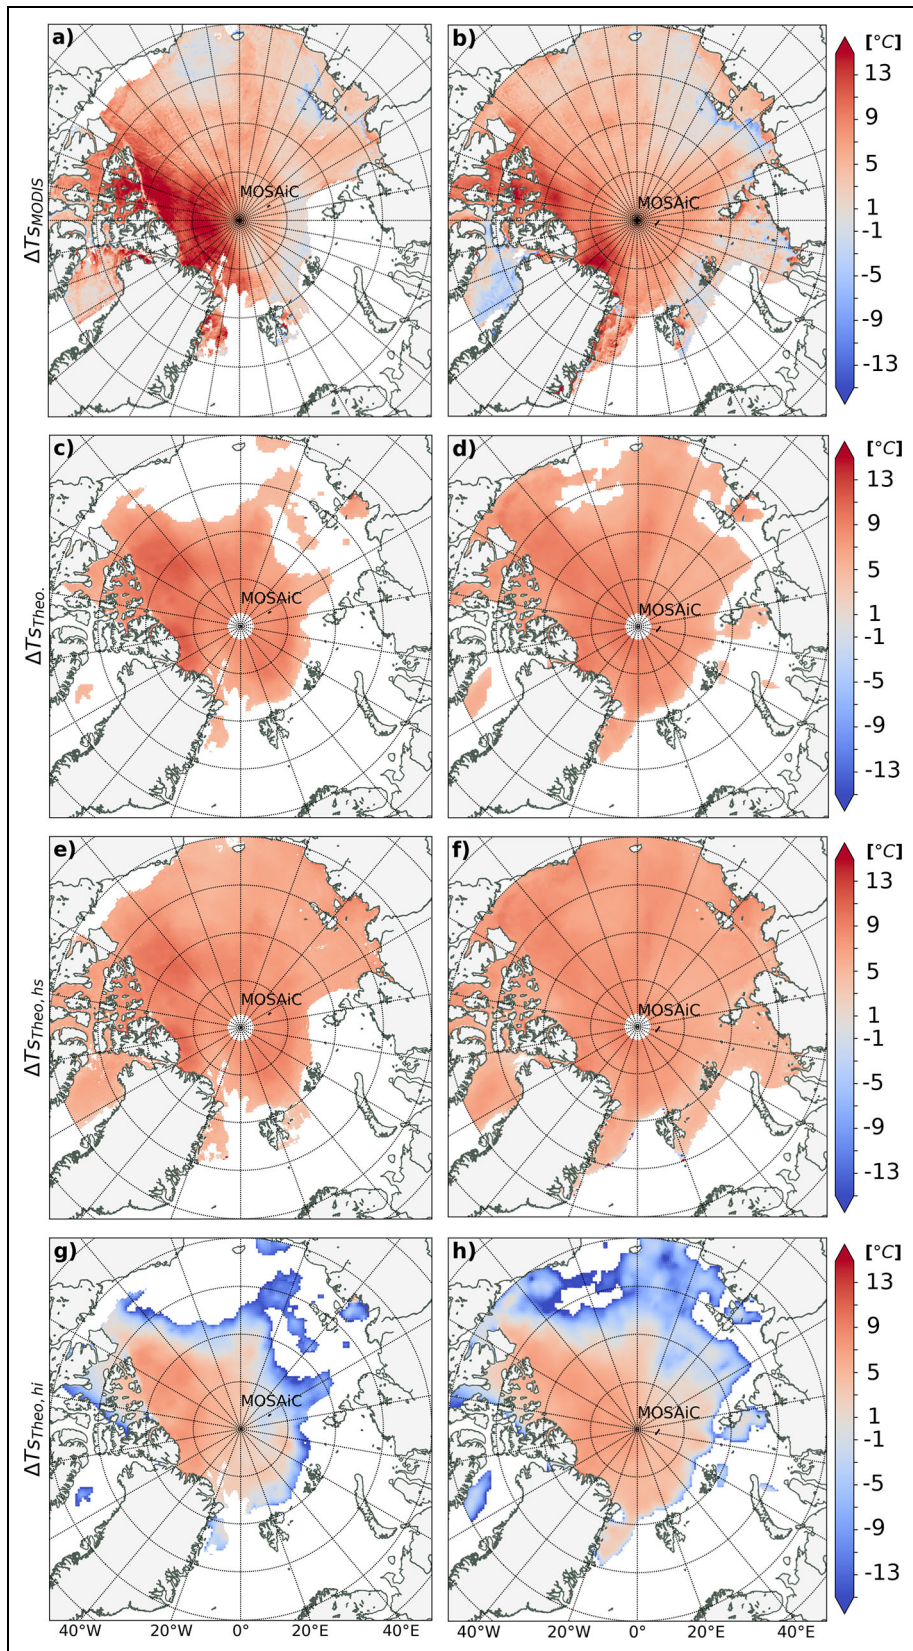 a)
b)
[°C]
MOSAiC
MOSAiC
ΔTs_MODIS
13
9
5
1
-1
-5
-9
-13
c)
d)
[°C]
MOSAiC
MOSAiC
ΔTs_Theo.
13
9
5
1
-1
-5
-9
-13
e)
f)
[°C]
MOSAiC
MOSAiC
ΔTs_Theo,hs
13
9
5
1
-1
-5
-9
-13
g)
h)
[°C]
MOSAiC
MOSAiC
ΔTs_Theo,hi
13
9
5
1
-1
-5
-9
-13
40°W 20°W 0°E 20°E 40°E
40°W 20°W 0°E 20°E 40°E